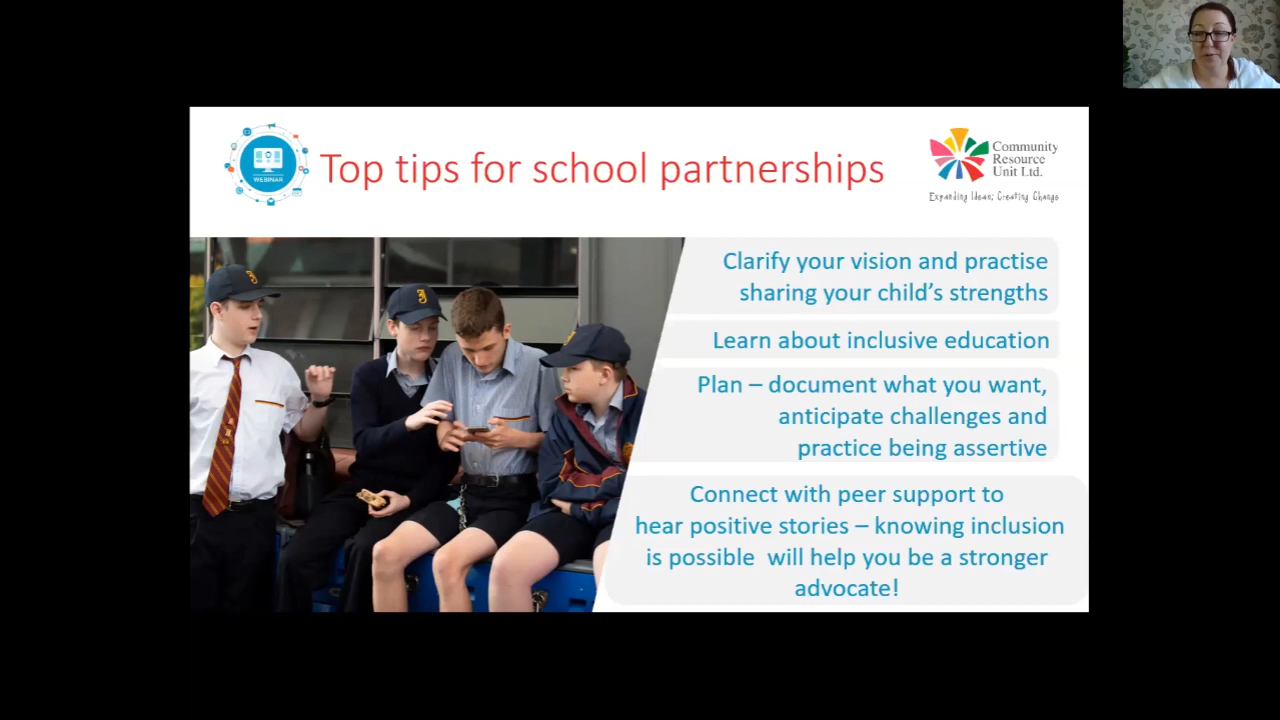 WEBINAR
Top tips for school partnerships
Community
Resource
Unit Ltd.
Expanding Ideas; Creating Change
Clarify your vision and practise
sharing your child's strengths
Learn about inclusive education
Plan – document what you want,
anticipate challenges and
practice being assertive
Connect with peer support to
hear positive stories – knowing inclusion
is possible  will help you be a stronger
advocate!